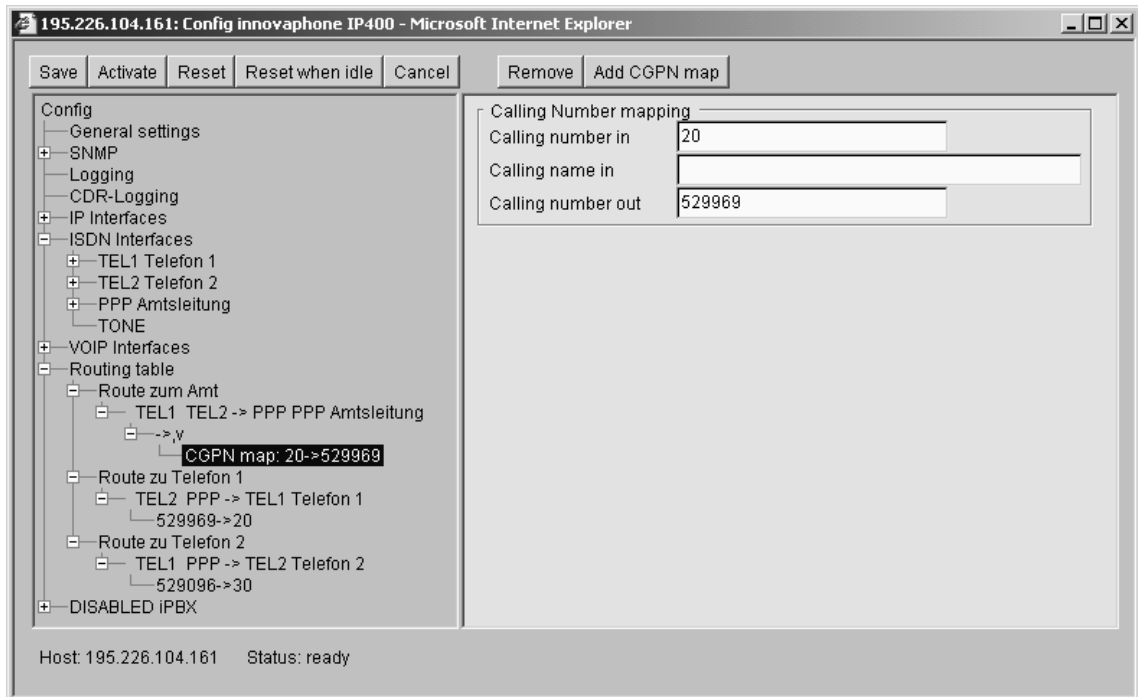 195.226.104.161: Config innovaphone IP400 - Microsoft Internet Explorer
Save Activate Reset Reset when idle Cancel Remove Add CGPN map
Config
General settings
SNMP
Logging
CDR-Logging
IP Interfaces
ISDN Interfaces
TEL1 Telefon 1
TEL2 Telefon 2
PPP Amtsleitung
TONE
VOIP Interfaces
Routing table
Route zum Amt
TEL1 TEL2 -> PPP PPP Amtsleitung
->,v
CGPN map: 20->529969
Route zu Telefon 1
TEL2 PPP -> TEL1 Telefon 1
529969->20
Route zu Telefon 2
TEL1 PPP -> TEL2 Telefon 2
529096->30
DISABLED iPBX
Calling Number mapping
Calling number in 20
Calling name in
Calling number out 529969
Host: 195.226.104.161 Status: ready